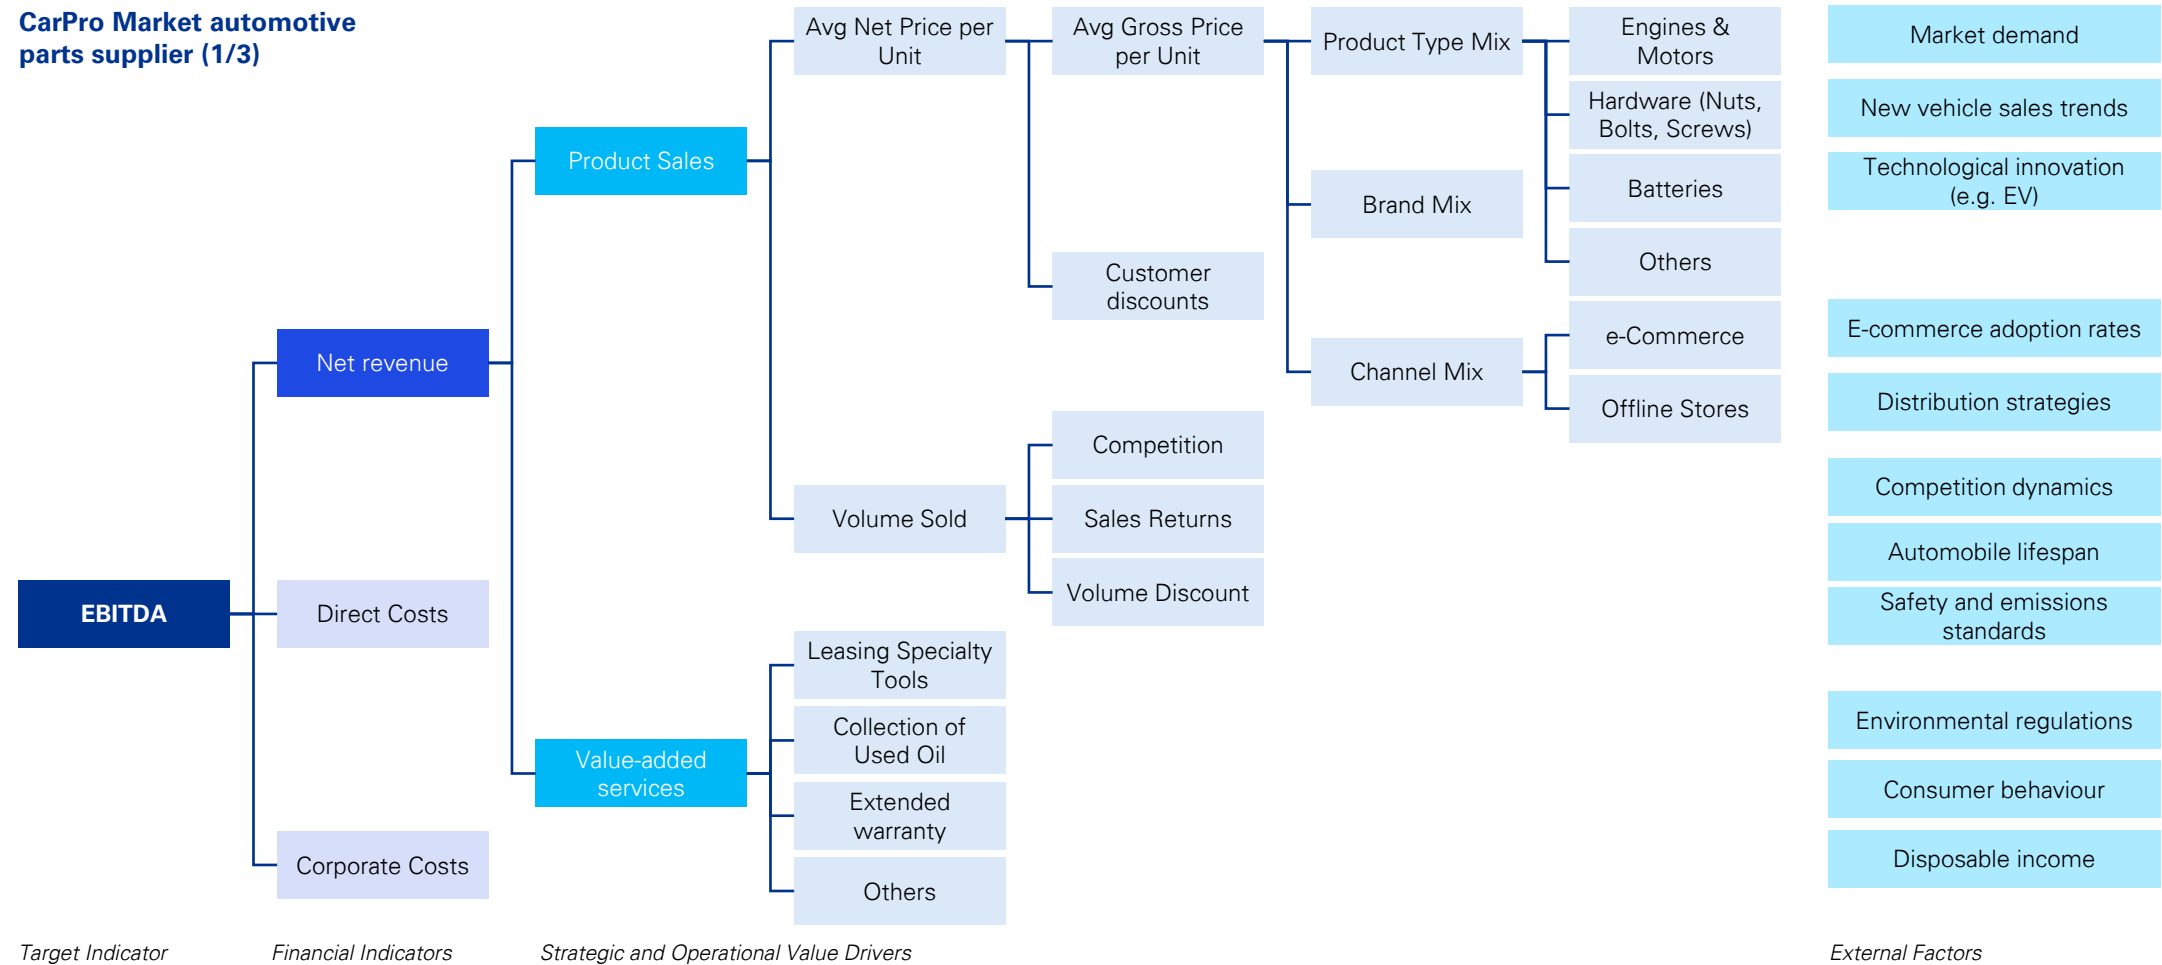 CarPro Market automotive
parts supplier (1/3)
EBITDA
Net revenue
Direct Costs
Corporate Costs
Product Sales
Value-added
services
Avg Net Price per
Unit
Volume Sold
Leasing Specialty
Tools
Collection of
Used Oil
Extended
warranty
Others
Avg Gross Price
per Unit
Customer
discounts
Competition
Sales Returns
Volume Discount
Product Type Mix
Brand Mix
Channel Mix
Engines &
Motors
Hardware (Nuts,
Bolts, Screws)
Batteries
Others
e-Commerce
Offline Stores
Market demand
New vehicle sales trends
Technological innovation
(e.g. EV)
E-commerce adoption rates
Distribution strategies
Competition dynamics
Automobile lifespan
Safety and emissions
standards
Environmental regulations
Consumer behaviour
Disposable income
Target Indicator
Financial Indicators
Strategic and Operational Value Drivers
External Factors